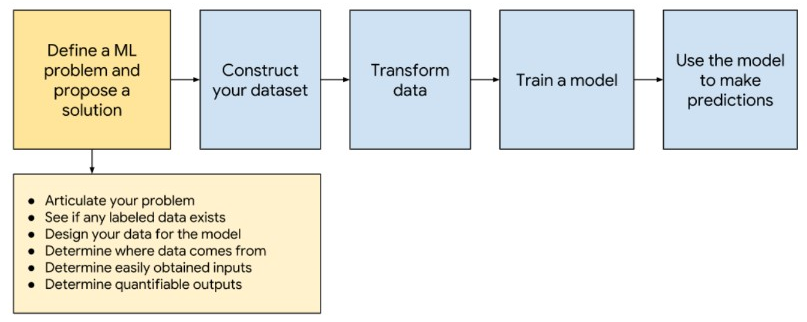 Define a ML
problem and
propose a
solution
Construct
your dataset
Transform
data
Train a model
Use the model
to make
predictions
● Articulate your problem
● See if any labeled data exists
● Design your data for the model
● Determine where data comes from
● Determine easily obtained inputs
● Determine quantifiable outputs